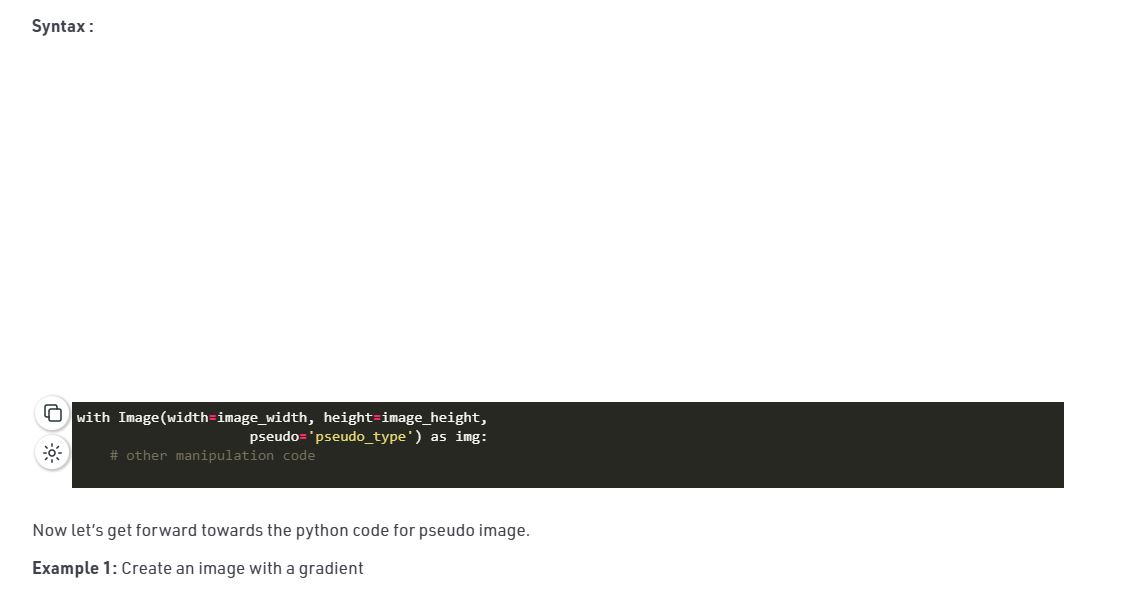 Syntax :
with Image(width=image_width, height=image_height,
                     pseudo='pseudo_type') as img:
    # other manipulation code
Now let's get forward towards the python code for pseudo image.
Example 1: Create an image with a gradient